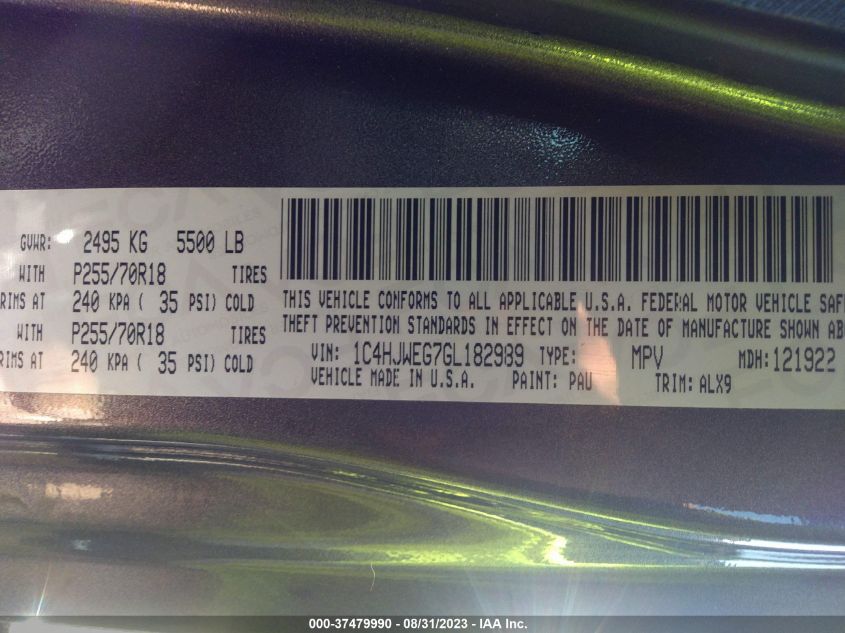 GVWR: 2495 KG 5500 LB
WITH P255/70R18 TIRES
RIMS AT 240 KPA ( 35 PSI) COLD
WITH P255/70R18 TIRES
RIMS AT 240 KPA ( 35 PSI) COLD
THIS VEHICLE CONFORMS TO ALL APPLICABLE U.S.A. FEDERAL MOTOR VEHICLE SAF
THEFT PREVENTION STANDARDS IN EFFECT ON THE DATE OF MANUFACTURE SHOWN AB
VIN: 1C4HJWEG7GL182989 TYPE: MPV MDH:121922
VEHICLE MADE IN U.S.A. PAINT: PAU TRIM: ALX9
000-37479990 - 08/31/2023 - IAA Inc.